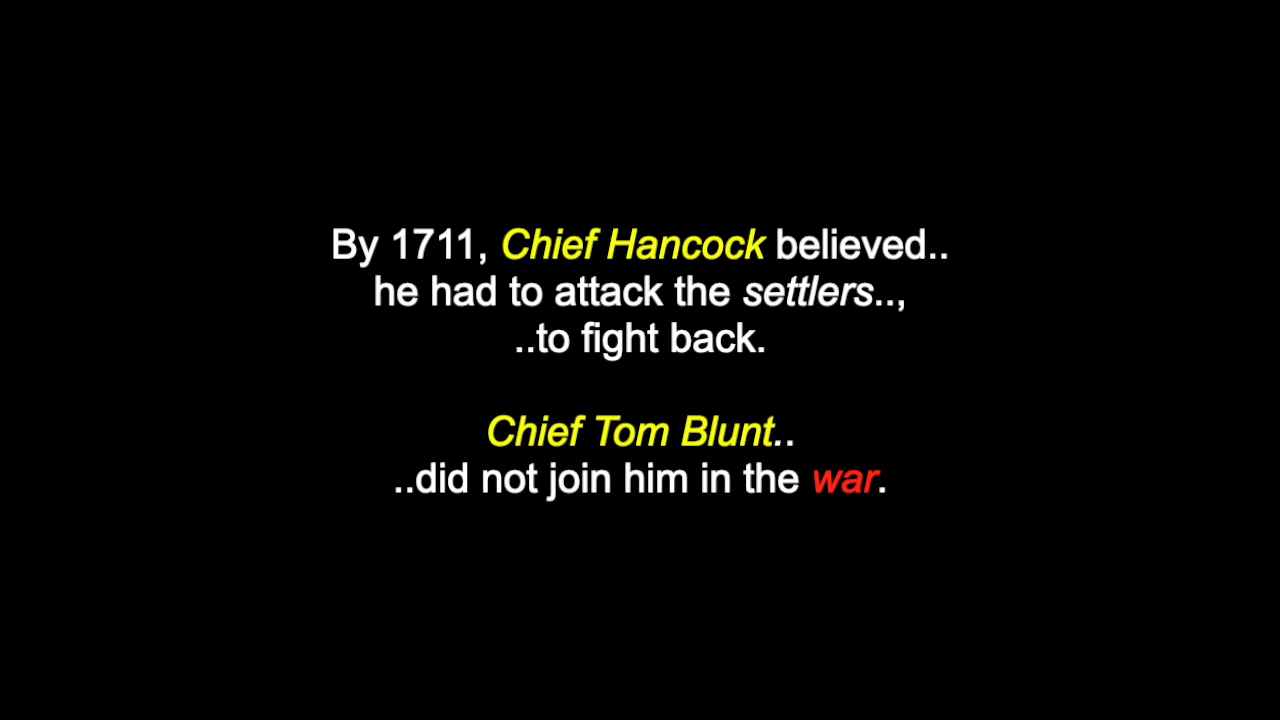 By 1711, Chief Hancock believed..
he had to attack the settlers..,
..to fight back.
Chief Tom Blunt..
..did not join him in the war.